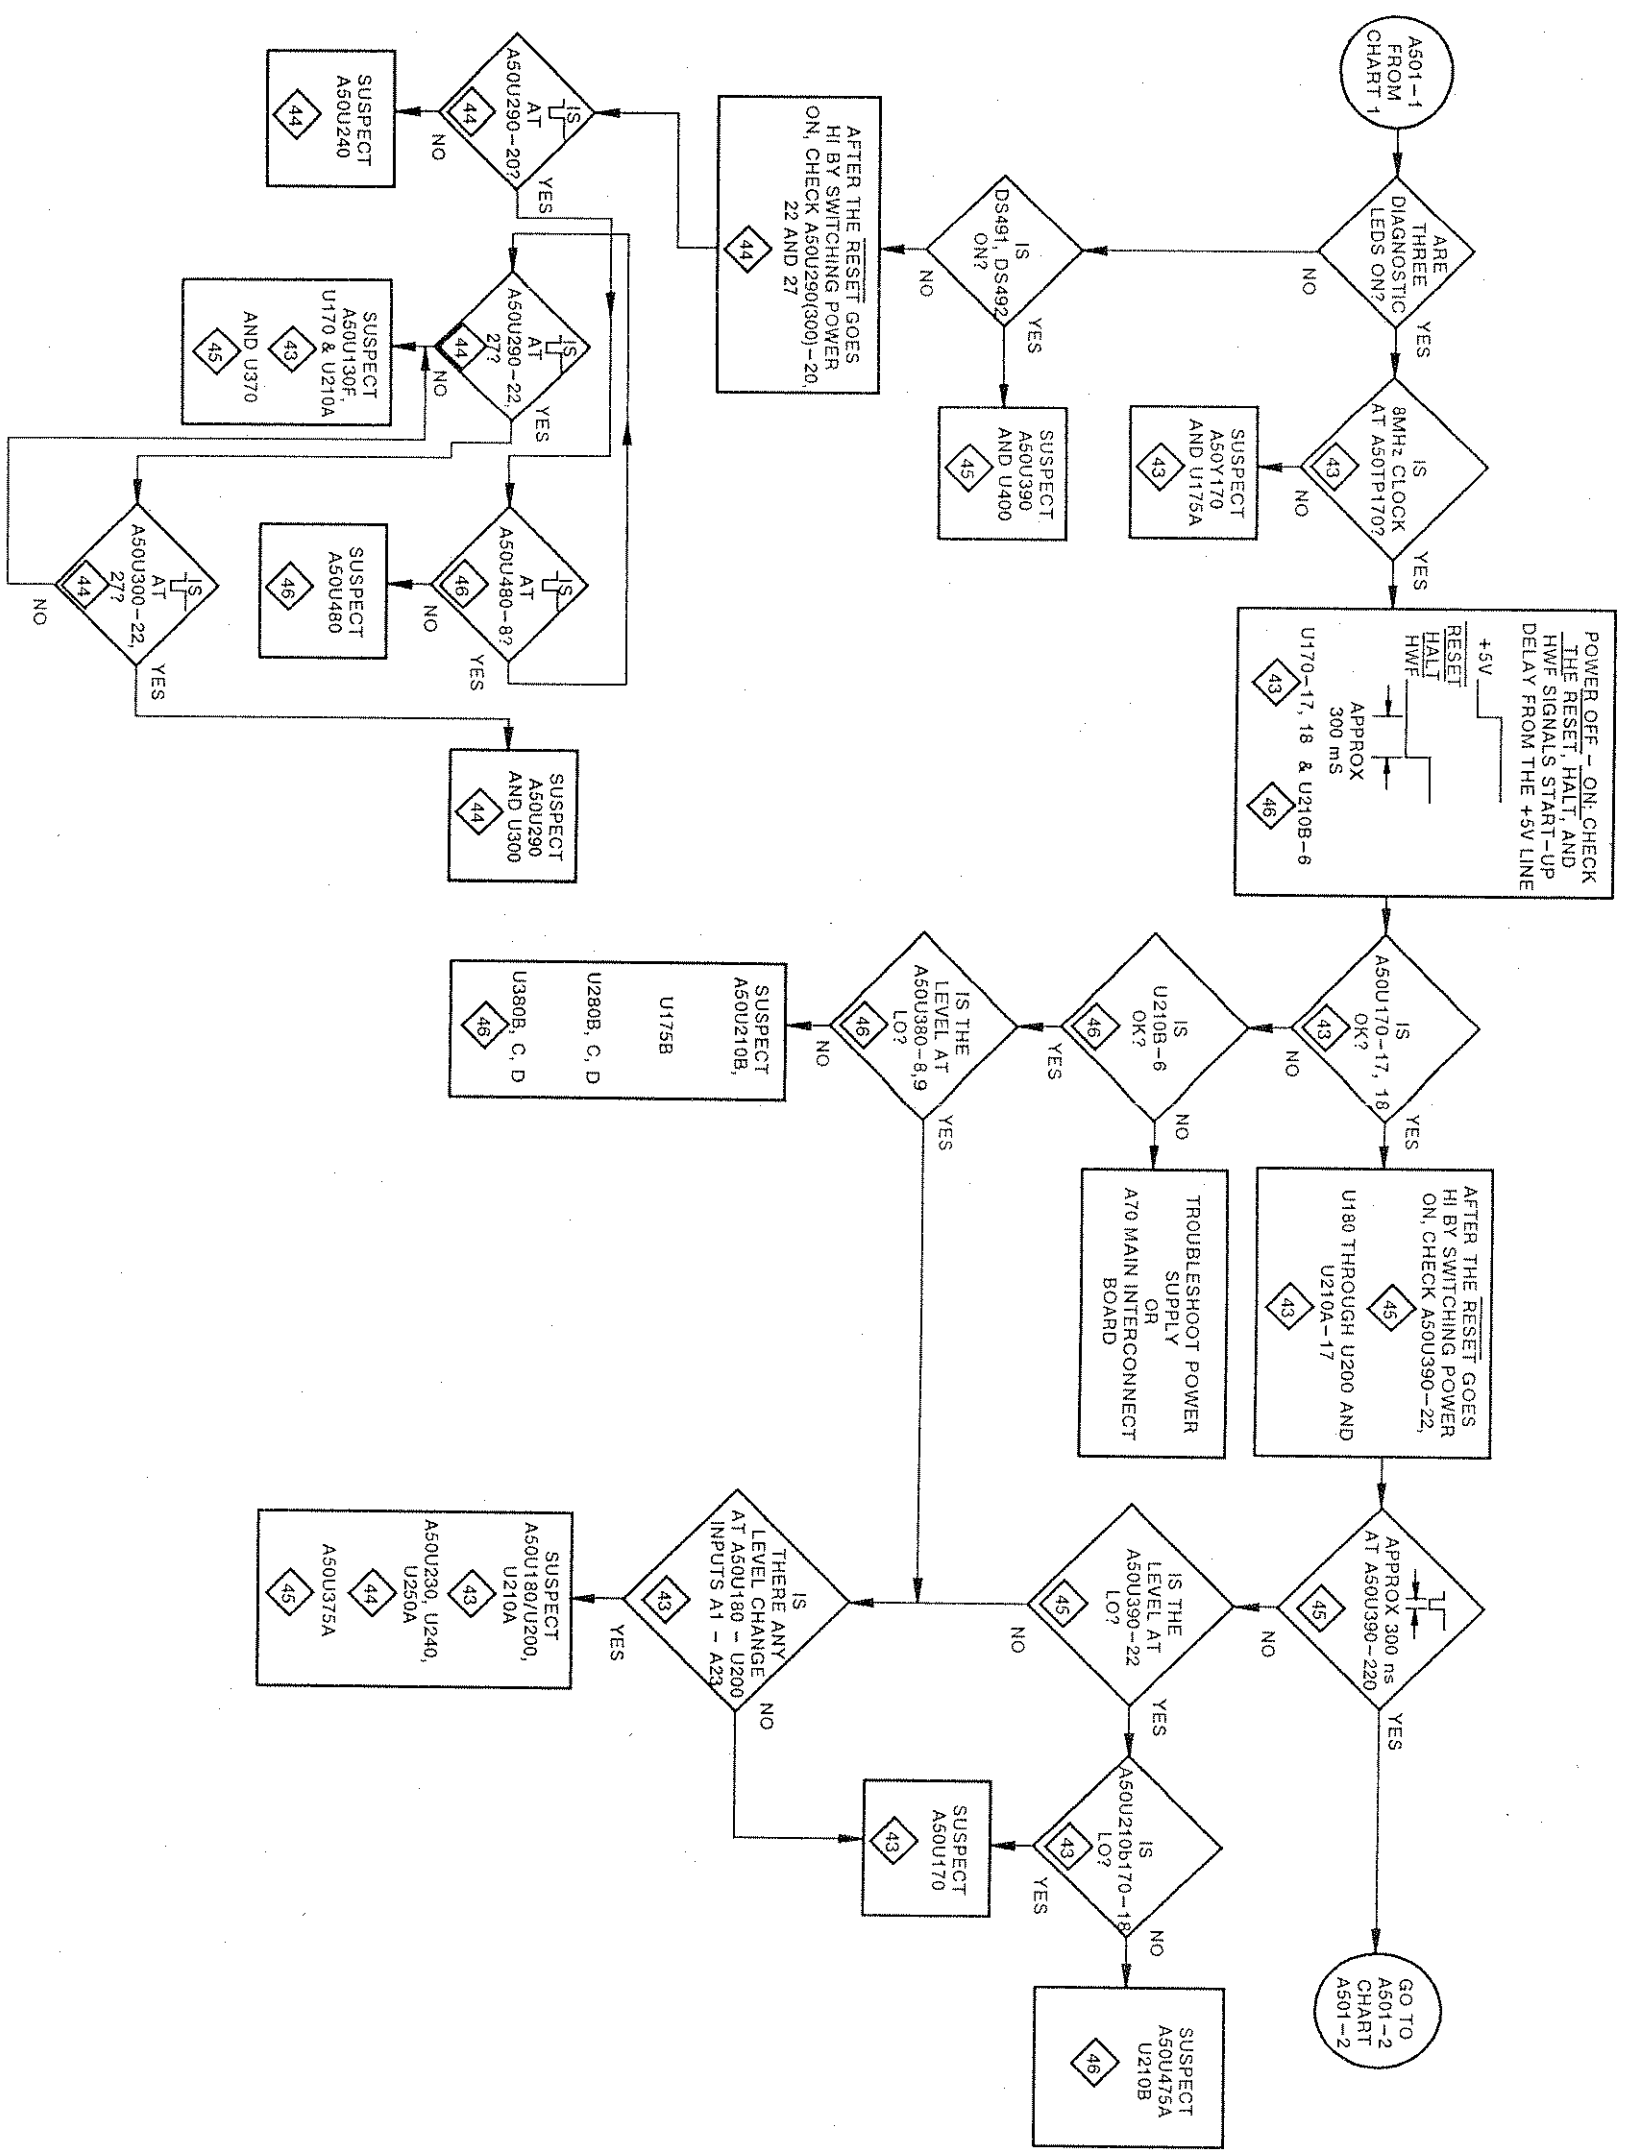 A501-1
FROM
CHART 1
ARE
THREE
DIAGNOSTIC
LEDS ON?
YES
NO
IS
8MHz CLOCK
AT A50TP170?
43
YES
NO
SUSPECT
A50Y170
AND U175A
43
POWER OFF - ON: CHECK
THE RESET, HALT, AND
HWF SIGNALS START-UP
DELAY FROM THE +5V LINE
+5V
RESET
HALT
HWF
APPROX
300 mS
U170-17, 18 & U210B-6
43
46
IS
A50U170-17, 18
OK?
43
YES
NO
AFTER THE RESET GOES
HI BY SWITCHING POWER
ON, CHECK A50U390-22,
45
U180 THROUGH U200 AND
U210A-17
43
APPROX 300 ns
AT A50U390-220
45
YES
NO
GO TO
A501-2
CHART
A501-2
IS
DS491, DS492
ON?
YES
NO
SUSPECT
A50U390
AND U400
45
IS
U210B-6
OK?
46
NO
YES
TROUBLESHOOT POWER
SUPPLY
OR
A70 MAIN INTERCONNECT
BOARD
IS THE
LEVEL AT
A50U390-22
LO?
45
YES
NO
IS
A50U210b170-18
LO?
43
NO
YES
SUSPECT
A50U475A
U210B
46
AFTER THE RESET GOES
HI BY SWITCHING POWER
ON, CHECK A50U290(300)-20,
22 AND 27
44
IS THE
LEVEL AT
A50U380-8,9
LO?
46
YES
NO
SUSPECT
A50U170
43
SUSPECT
A50U210B,
U175B
U280B, C, D
U380B, C, D
46
IS
THERE ANY
LEVEL CHANGE
AT A50U180 - U200
INPUTS A1 - A23
43
NO
YES
SUSPECT
A50U180/U200,
U210A
43
A50U230, U240,
U250A
44
A50U375A
45
IS
AT
A50U290-20?
44
YES
NO
SUSPECT
A50U240
44
IS
AT
A50U290-22,
27?
44
YES
NO
SUSPECT
A50U130F,
U170 & U210A
43
AND U370
45
IS
AT
A50U480-8?
46
YES
NO
SUSPECT
A50U480
46
IS
AT
A50U300-22,
27?
44
YES
NO
SUSPECT
A50U290
AND U300
44